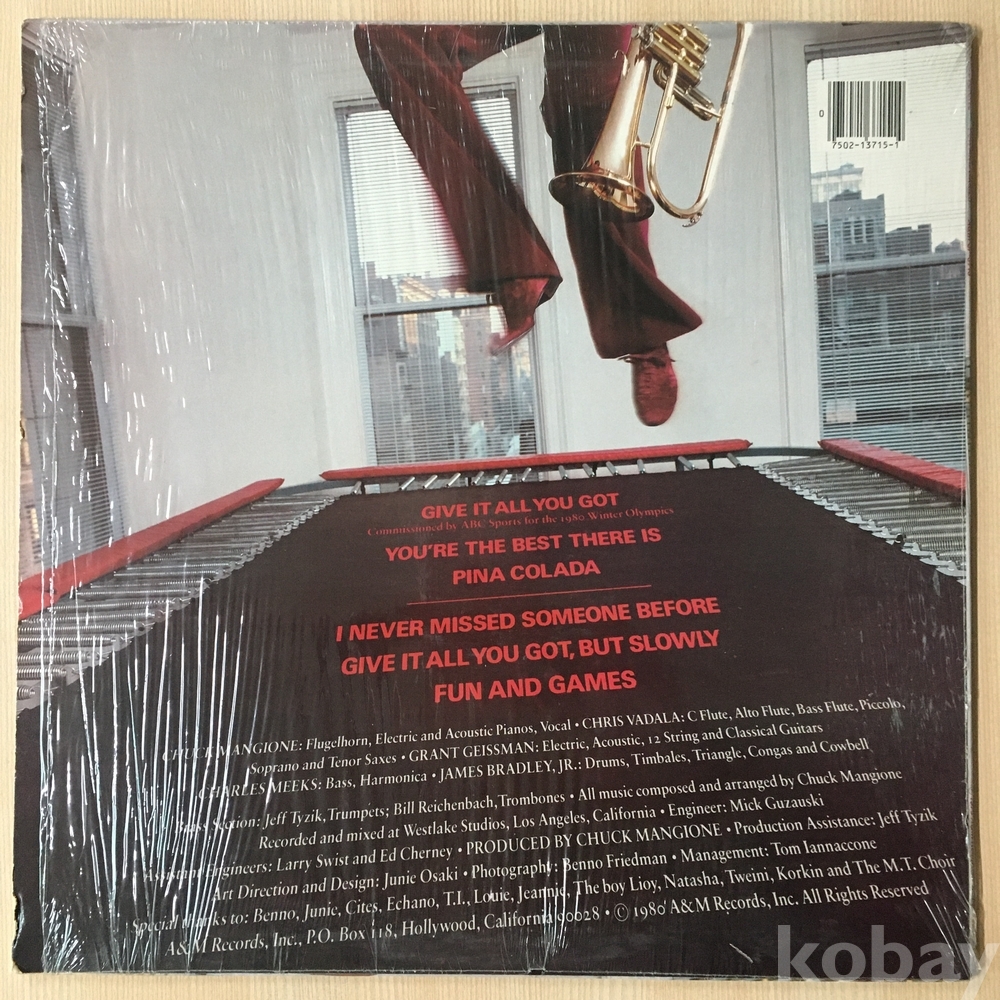 0
7502-13715-1
GIVE IT ALL YOU GOT
Commissioned by ABC Sports for the 1980 Winter Olympics
YOU'RE THE BEST THERE IS
PINA COLADA
I NEVER MISSED SOMEONE BEFORE
GIVE IT ALL YOU GOT, BUT SLOWLY
FUN AND GAMES
CHUCK MANGIONE: Flugelhorn, Electric and Acoustic Pianos, Vocal • CHRIS VADALA: C Flute, Alto Flute, Bass Flute, Piccolo,
Soprano and Tenor Saxes • GRANT GEISSMAN: Electric, Acoustic, 12 String and Classical Guitars
CHARLES MEEKS: Bass, Harmonica • JAMES BRADLEY, JR.: Drums, Timbales, Triangle, Congas and Cowbell
Brass Section: Jeff Tyzik, Trumpets; Bill Reichenbach, Trombones • All music composed and arranged by Chuck Mangione
Recorded and mixed at Westlake Studios, Los Angeles, California • Engineer: Mick Guzauski
Assistant Engineers: Larry Swist and Ed Cherney • PRODUCED BY CHUCK MANGIONE • Production Assistance: Jeff Tyzik
Art Direction and Design: Junie Osaki • Photography: Benno Friedman • Management: Tom Iannaccone
Special thanks to: Benno, Junie, Cites, Echano, T.I., Louie, Jeannie, The boy Lioy, Natasha, Tweini, Korkin and The M.T. Choir
A&M Records, Inc., P.O. Box 118, Hollywood, California 90028 • © 1980 A&M Records, Inc. All Rights Reserved
kobay